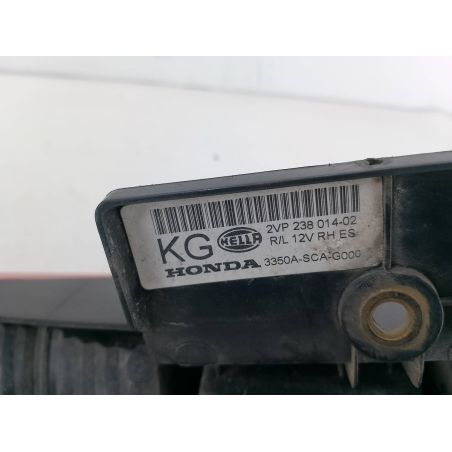 2VP 238 014-02
KG HELLA R/L 12V RH ES
HONDA 3350A-SCA-G000